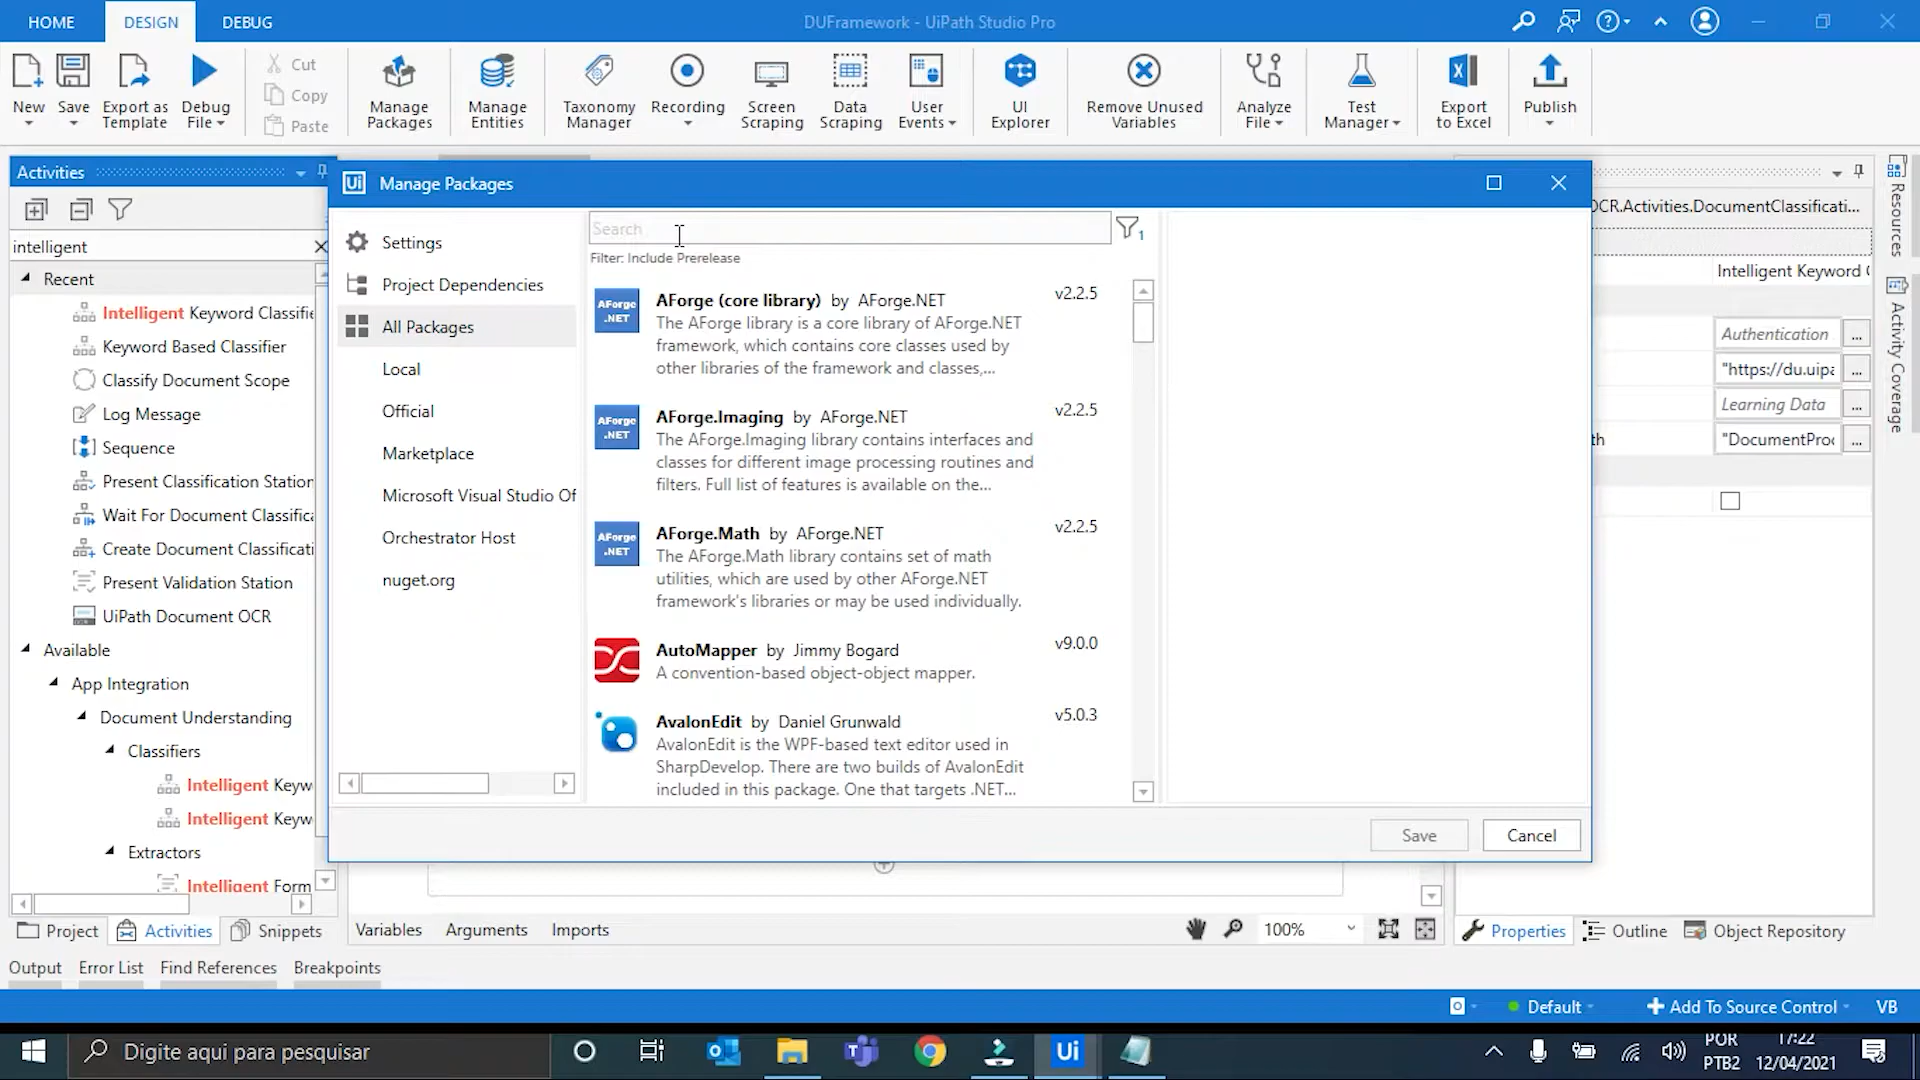 HOME DESIGN DEBUG DUFramework - UiPath Studio Pro
New Save Export as Template Debug File Cut Copy Paste Manage Packages Manage Entities Taxonomy Manager Recording Screen Scraping Data Scraping User Events UI Explorer Remove Unused Variables Analyze File Test Manager Export to Excel Publish
Activities
intelligent
Recent
Intelligent Keyword Classifie
Keyword Based Classifier
Classify Document Scope
Log Message
Sequence
Present Classification Station
Wait For Document Classifica
Create Document Classificati
Present Validation Station
UiPath Document OCR
Available
App Integration
Document Understanding
Classifiers
Intelligent Keyw
Intelligent Keyw
Extractors
Intelligent Form
Project Activities Snippets
Ui Manage Packages
Settings
Project Dependencies
All Packages
Local
Official
Marketplace
Microsoft Visual Studio Of
Orchestrator Host
nuget.org
Search
1
Filter: Include Prerelease
AForge .NET
AForge (core library) by AForge.NET v2.2.5
The AForge library is a core library of AForge.NET
framework, which contains core classes used by
other libraries of the framework and classes,...
AForge .NET
AForge.Imaging by AForge.NET v2.2.5
The AForge.Imaging library contains interfaces and
classes for different image processing routines and
filters. Full list of features is available on the...
AForge .NET
AForge.Math by AForge.NET v2.2.5
The AForge.Math library contains set of math
utilities, which are used by other AForge.NET
framework's libraries or may be used individually.
AutoMapper by Jimmy Bogard v9.0.0
A convention-based object-object mapper.
AvalonEdit by Daniel Grunwald v5.0.3
AvalonEdit is the WPF-based text editor used in
SharpDevelop. There are two builds of AvalonEdit
included in this package. One that targets .NET...
Save Cancel
OCR.Activities.DocumentClassificati...
Intelligent Keyword C
Authentication ...
"https://du.uipa ...
Learning Data ...
th "DocumentProc ...
Resources
Activity Coverage
Variables Arguments Imports 100%
Properties Outline Object Repository
Output Error List Find References Breakpoints
Default Add To Source Control VB
Digite aqui para pesquisar
Ui
POR 17:22
PTB2 12/04/2021